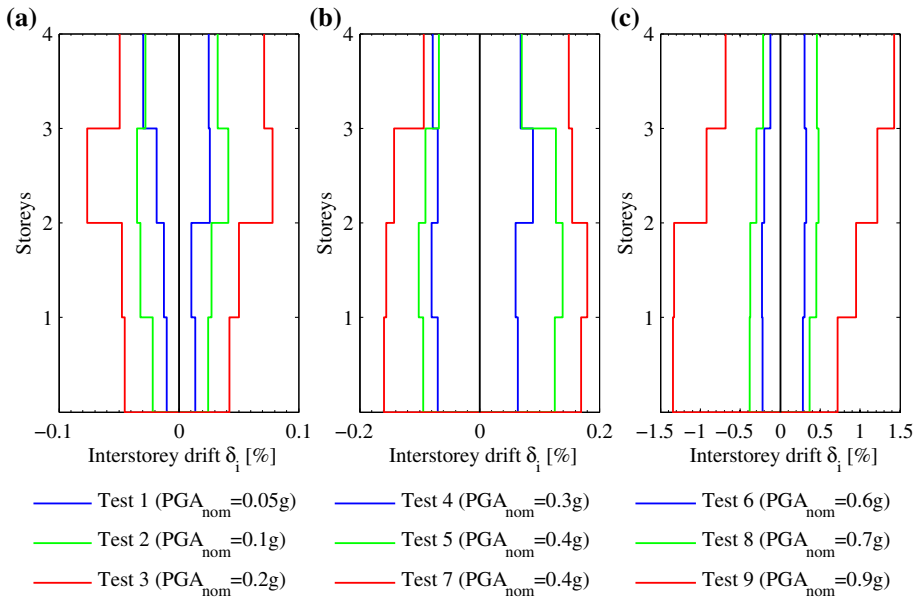 (a) (b) (c)
4 4 4
3 3 3
2 2 2
1 1 1
Storeys Storeys Storeys
−0.1 0 0.1 −0.2 0 0.2 −1.5 −1 −0.5 0 0.5 1 1.5
Interstorey drift δi [%] Interstorey drift δi [%] Interstorey drift δi [%]
Test 1 (PGAnom=0.05g) Test 4 (PGAnom=0.3g) Test 6 (PGAnom=0.6g)
Test 2 (PGAnom=0.1g) Test 5 (PGAnom=0.4g) Test 8 (PGAnom=0.7g)
Test 3 (PGAnom=0.2g) Test 7 (PGAnom=0.4g) Test 9 (PGAnom=0.9g)